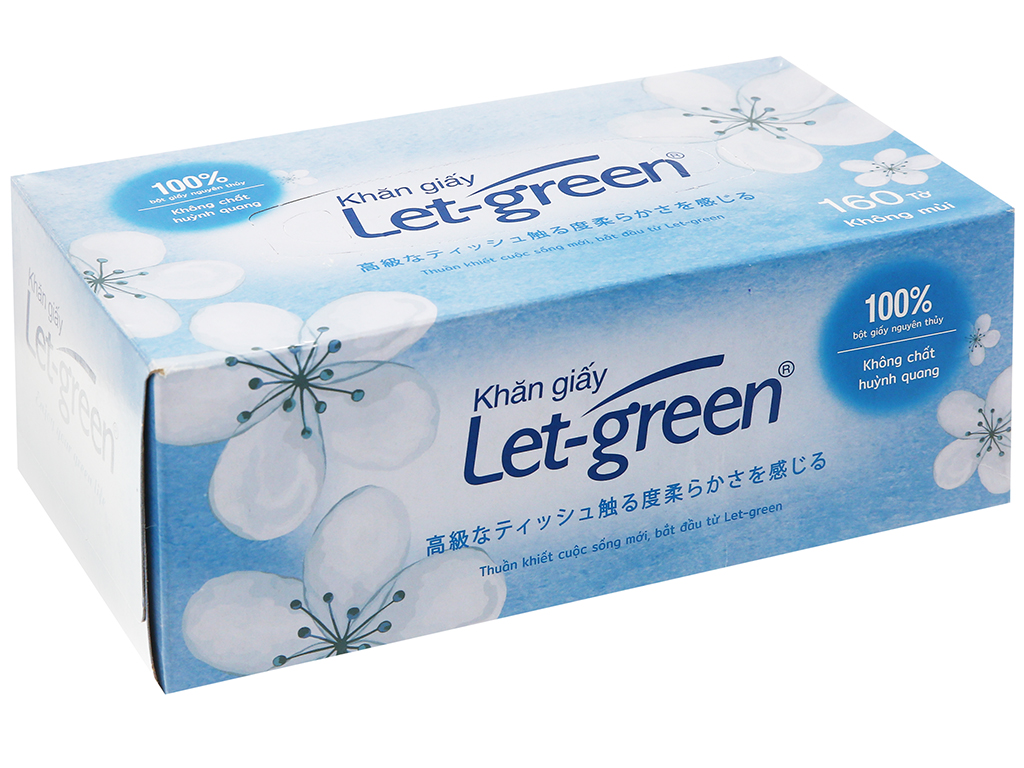 100%
bột giấy nguyên thủy
Không chất
huỳnh quang
Khăn giấy
Let-green®
高級なティッシュ触る度柔らかさを感じる
Thuần khiết cuộc sống mới, bắt đầu từ Let-green
160 Tờ
Không mùi
Khăn giấy
Let-green
Khăn giấy
Let-green®
高級なティッシュ触る度柔らかさを感じる
Thuần khiết cuộc sống mới, bắt đầu từ Let-green
100%
bột giấy nguyên thủy
Không chất
huỳnh quang